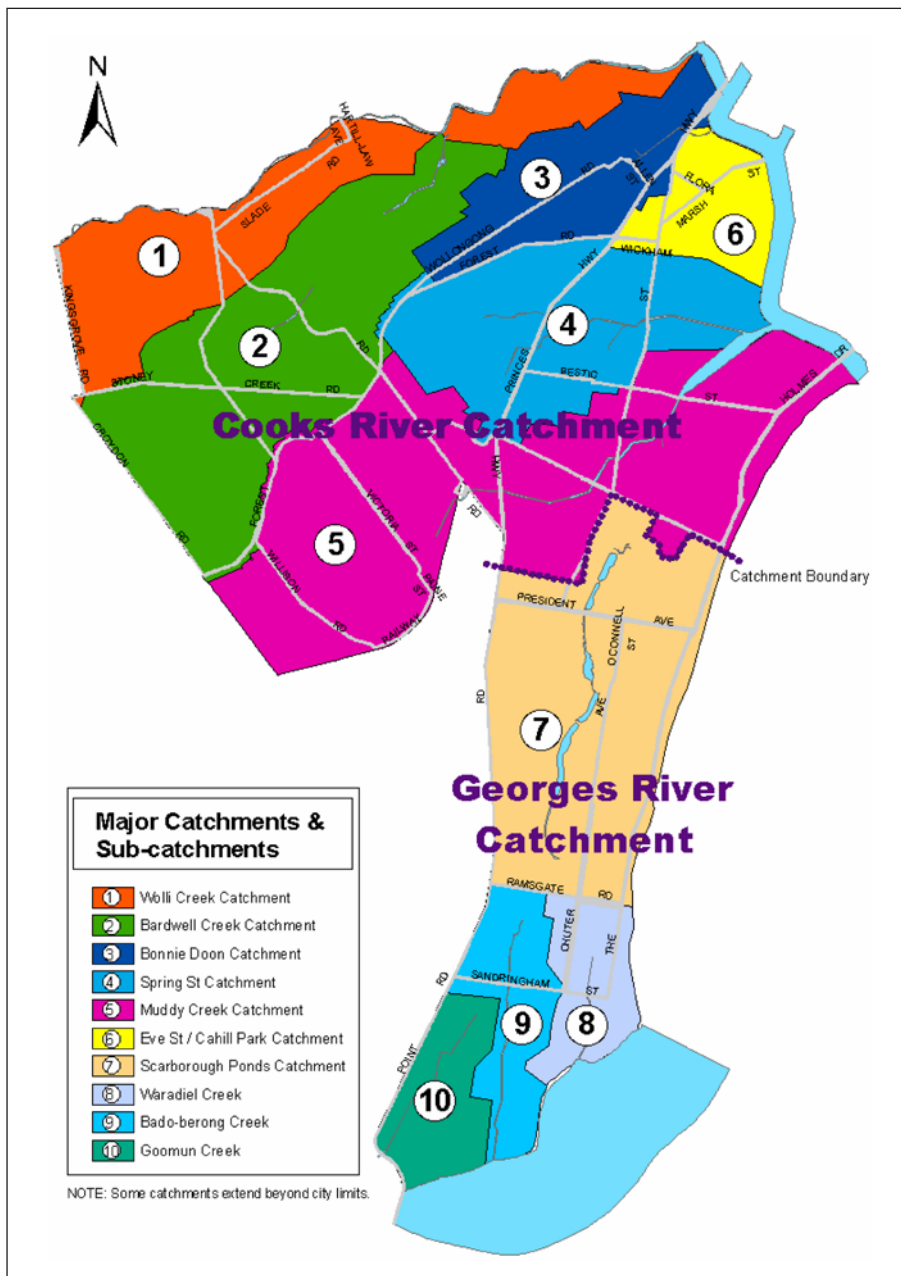 N
HARTILL-LAW
AVE
SLADE
RD
KINGSGROVE
RD
1
2
3
4
5
6
WOLLONGONG
RD
FOREST
RD
ALLEN
ST
HWY
FLORA
ST
MARSH
WICKHAM
HWY
PRINCES
ST
BESTIC
ST
HOLMES
DR
STONEY
CREEK
RD
RD
CROYDON
RD
Cooks River Catchment
FOREST
VICTORIA
ST
HWY
RD
WILLISON
RD
RAILWAY
ST
Catchment Boundary
PRESIDENT
AVE
OCONNELL
ST
RD
AVE
7
Georges River
Catchment
RAMSGATE
RD
CHUTER
THE
SANDRINGHAM
ST
RD
POINT
9
8
10
Major Catchments &
Sub-catchments
1 Wolli Creek Catchment
2 Bardwell Creek Catchment
3 Bonnie Doon Catchment
4 Spring St Catchment
5 Muddy Creek Catchment
6 Eve St / Cahill Park Catchment
7 Scarborough Ponds Catchment
8 Waradiel Creek
9 Bado-berong Creek
10 Goomun Creek
NOTE: Some catchments extend beyond city limits.